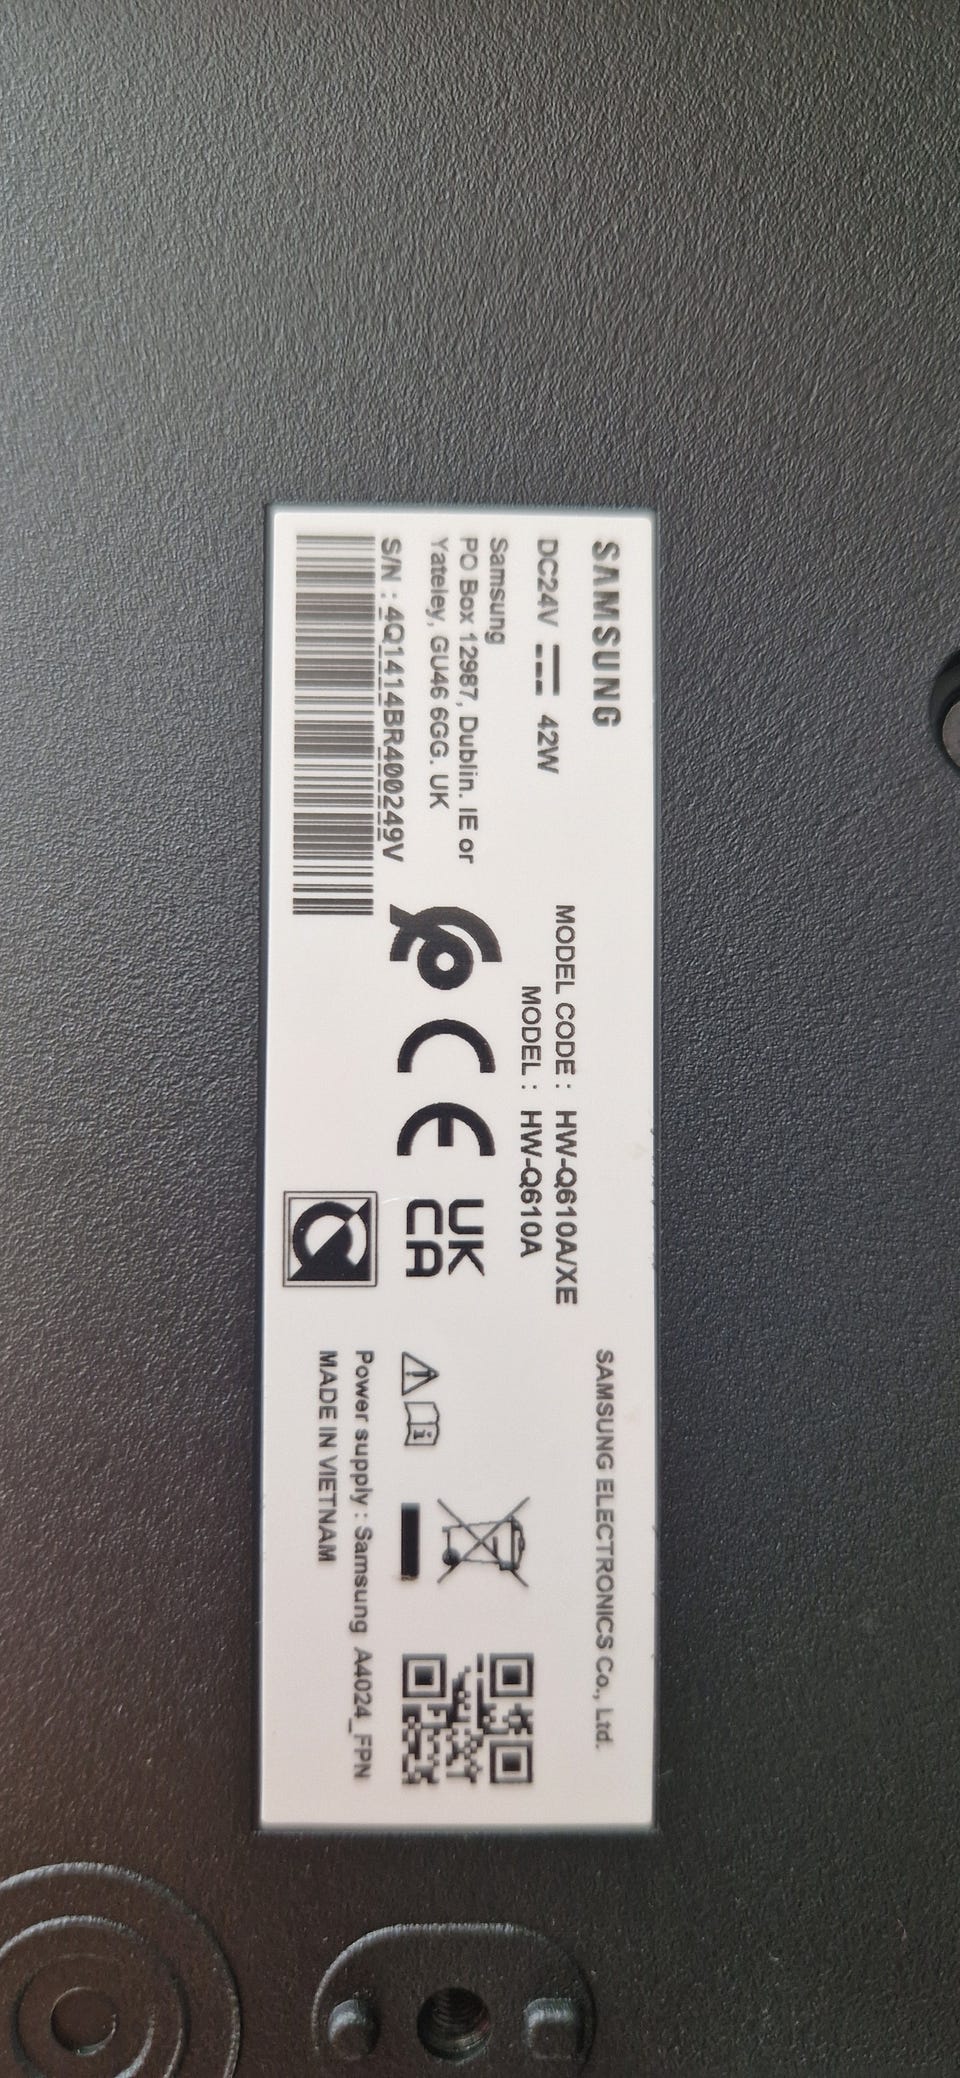 SAMSUNG
DC24V 42W
Samsung
PO Box 12987, Dublin. IE or
Yateley, GU46 6GG. UK
S/N : 4Q1414BR400249V
MODEL CODE : HW-Q610A/XE
MODEL : HW-Q610A
CE
UK
CA
SAMSUNG ELECTRONICS Co., Ltd.
Power supply : Samsung A4024_FPN
MADE IN VIETNAM